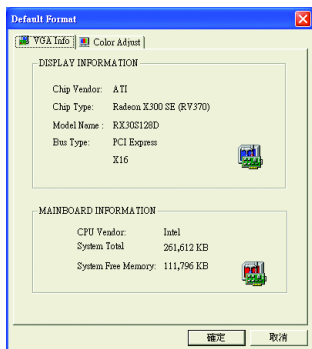 Default Format
VGA Info
Color Adjust
DISPLAY INFORMATION
Chip Vendor: ATI
Chip Type: Radeon X300 SE (RV370)
Model Name : RX30S128D
Bus Type: PCI Express
X16
MAINBOARD INFORMATION
CPU Vendor: Intel
System Total 261,612 KB
System Free Memory: 111,796 KB
確定
取消